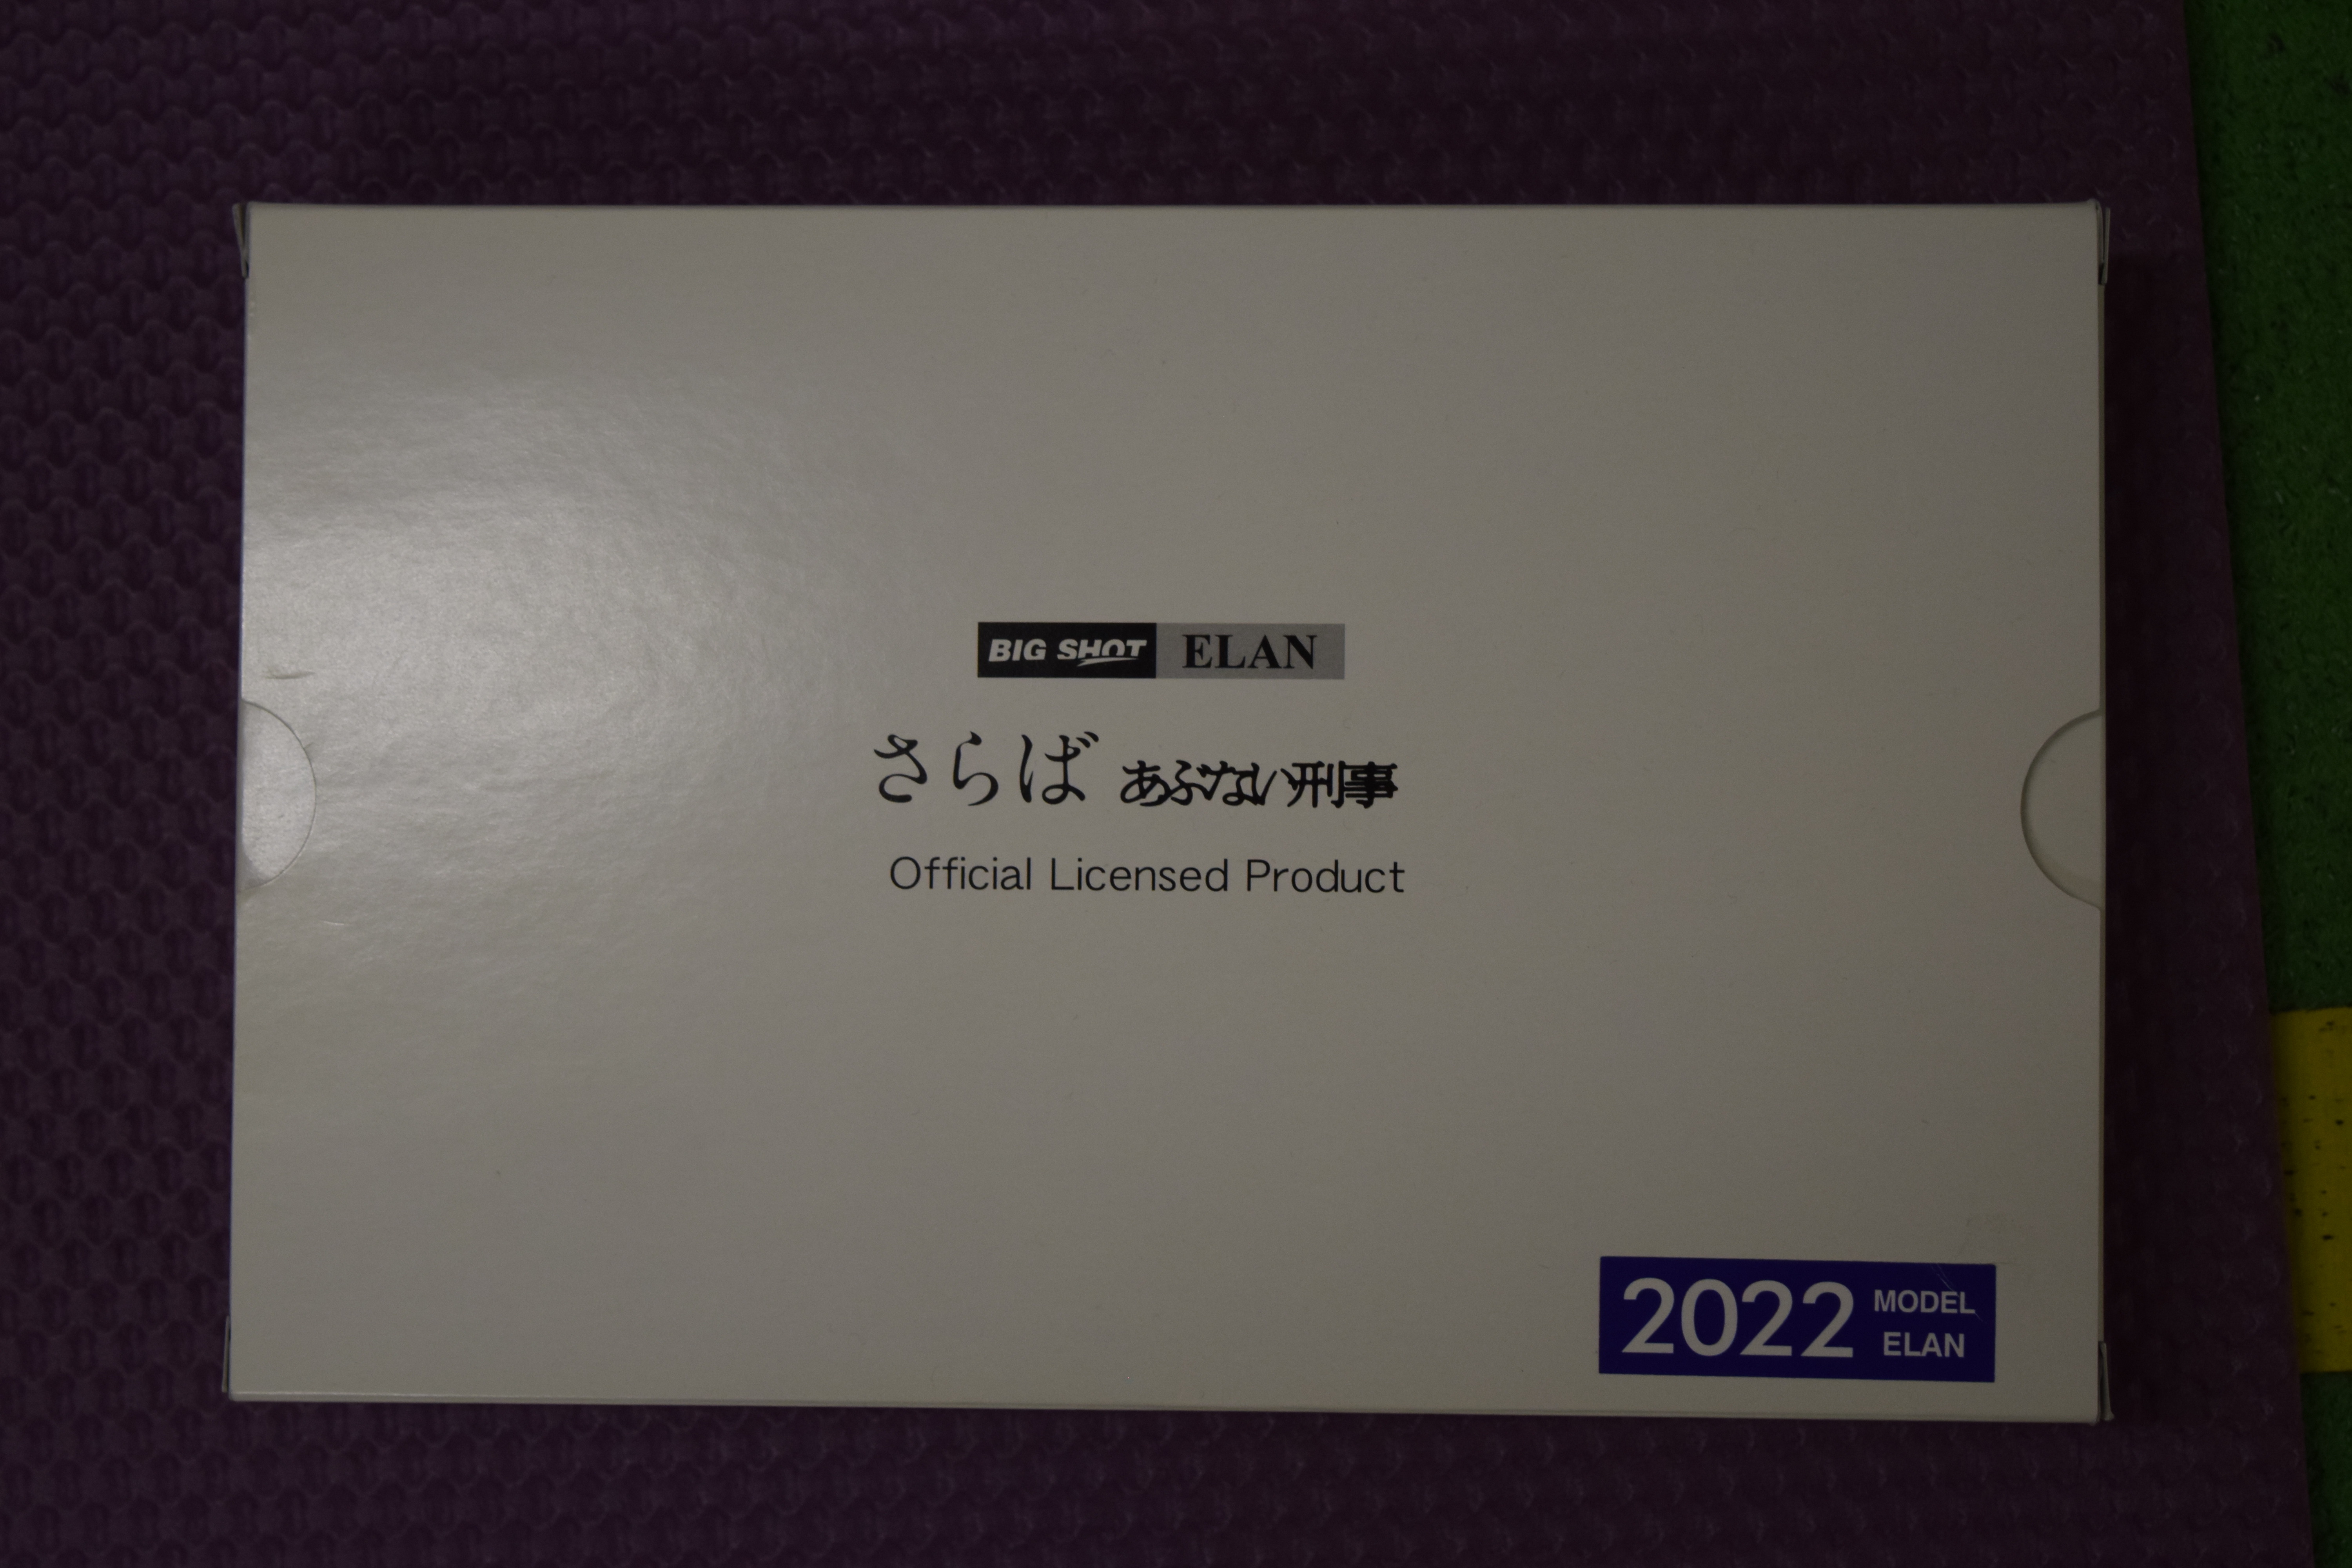 BIG SHOT ELAN
さらば あぶない刑事
Official Licensed Product
2022 MODEL
ELAN